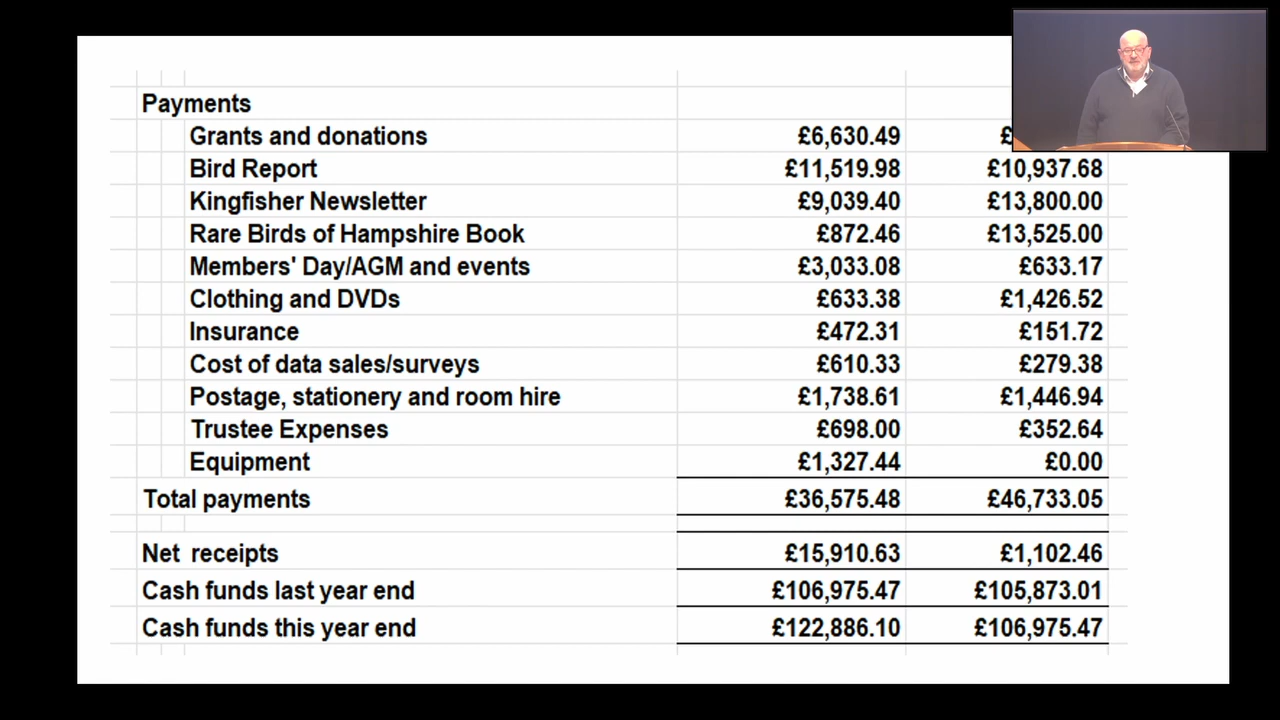 Payments
Grants and donations £6,630.49 £
Bird Report £11,519.98 £10,937.68
Kingfisher Newsletter £9,039.40 £13,800.00
Rare Birds of Hampshire Book £872.46 £13,525.00
Members' Day/AGM and events £3,033.08 £633.17
Clothing and DVDs £633.38 £1,426.52
Insurance £472.31 £151.72
Cost of data sales/surveys £610.33 £279.38
Postage, stationery and room hire £1,738.61 £1,446.94
Trustee Expenses £698.00 £352.64
Equipment £1,327.44 £0.00
Total payments £36,575.48 £46,733.05
Net receipts £15,910.63 £1,102.46
Cash funds last year end £106,975.47 £105,873.01
Cash funds this year end £122,886.10 £106,975.47